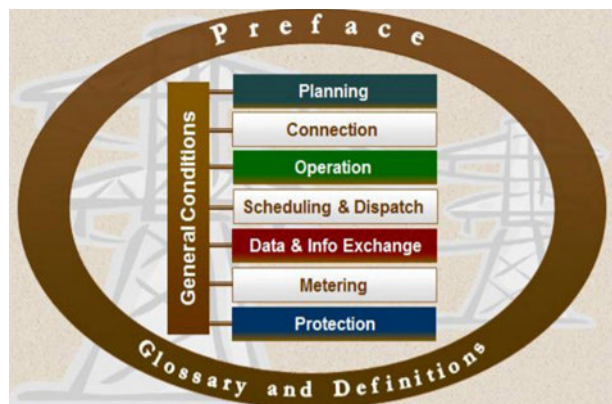 Preface
General Conditions
Planning
Connection
Operation
Scheduling & Dispatch
Data & Info Exchange
Metering
Protection
Glossary and Definitions